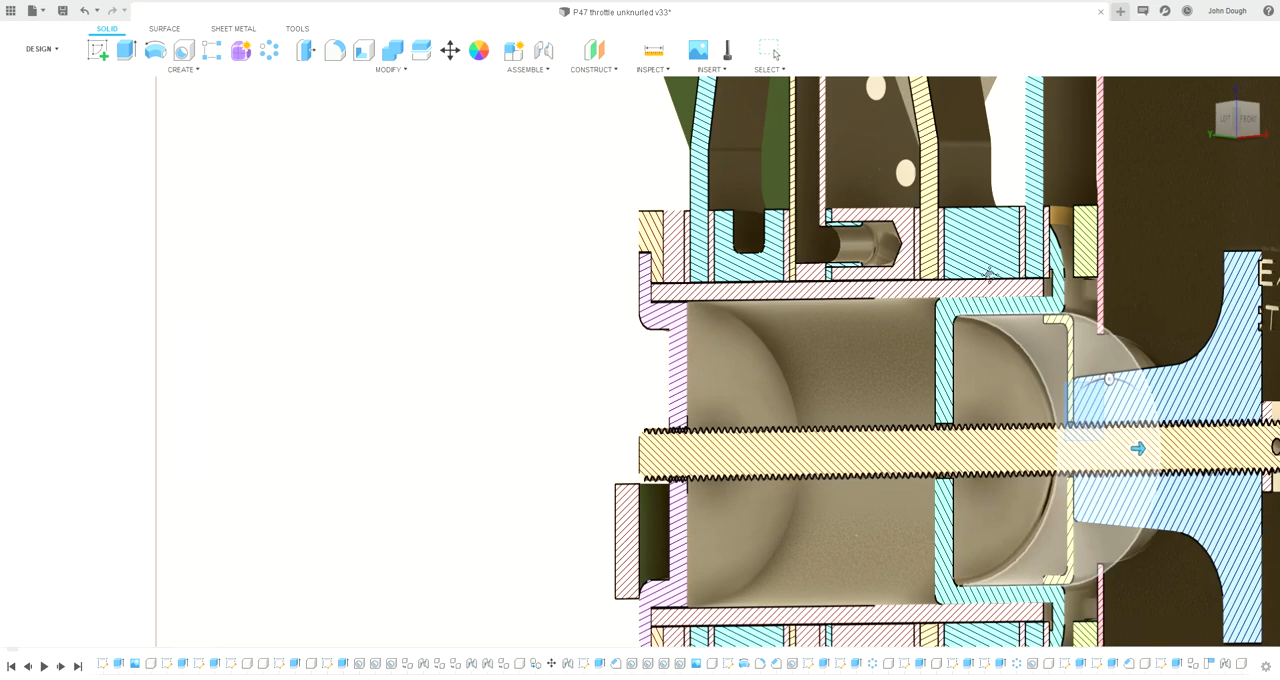 P47 throttle unknurled v33*
John Dough
SOLID SURFACE SHEET METAL TOOLS
DESIGN
CREATE MODIFY ASSEMBLE CONSTRUCT INSPECT INSERT SELECT
LEFT FRONT
Y X
E
T